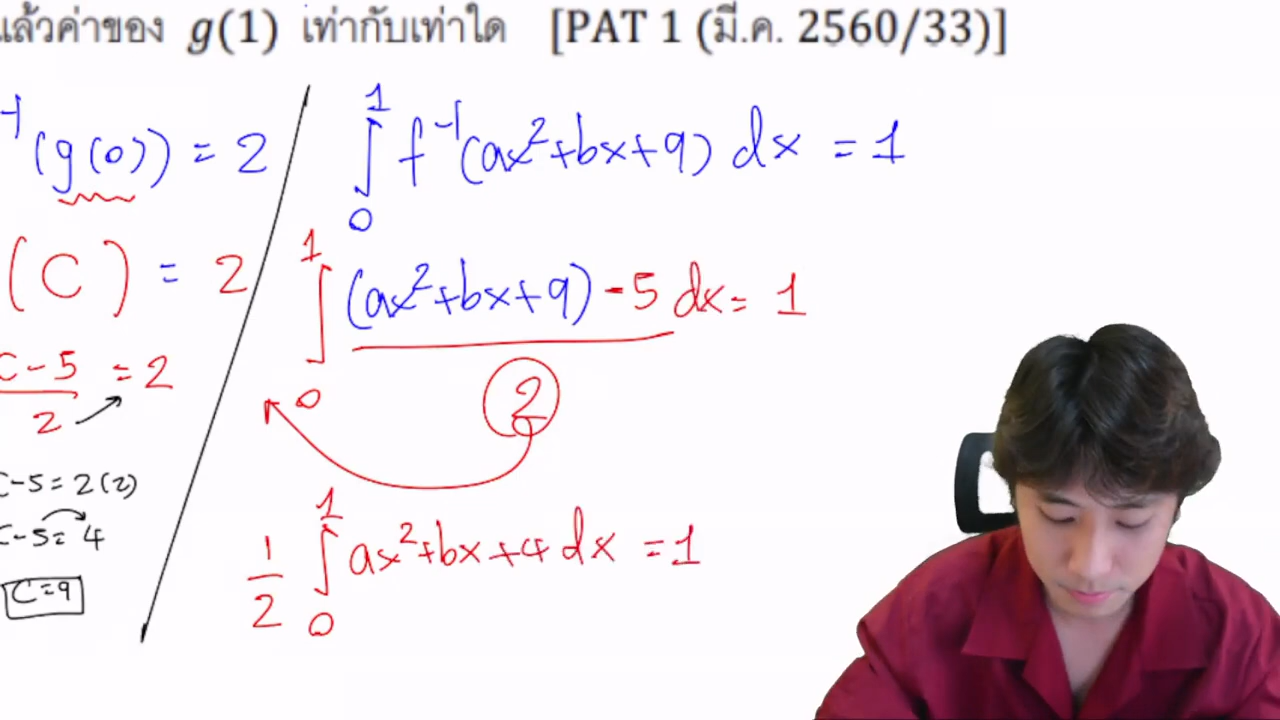 แล้วค่าของ g(1) เท่ากับเท่าใด [PAT 1 (มี.ค. 2560/33)]
⁻¹(g(0)) = 2
(C) = 2
C-5/2 = 2
C-5 = 2(2)
C-5 = 4
C=9
∫₀¹ f⁻¹(ax²+bx+9) dx = 1
∫₀¹ (ax²+bx+9) -5 dx = 1
2
1/2 ∫₀¹ ax²+bx+4 dx = 1